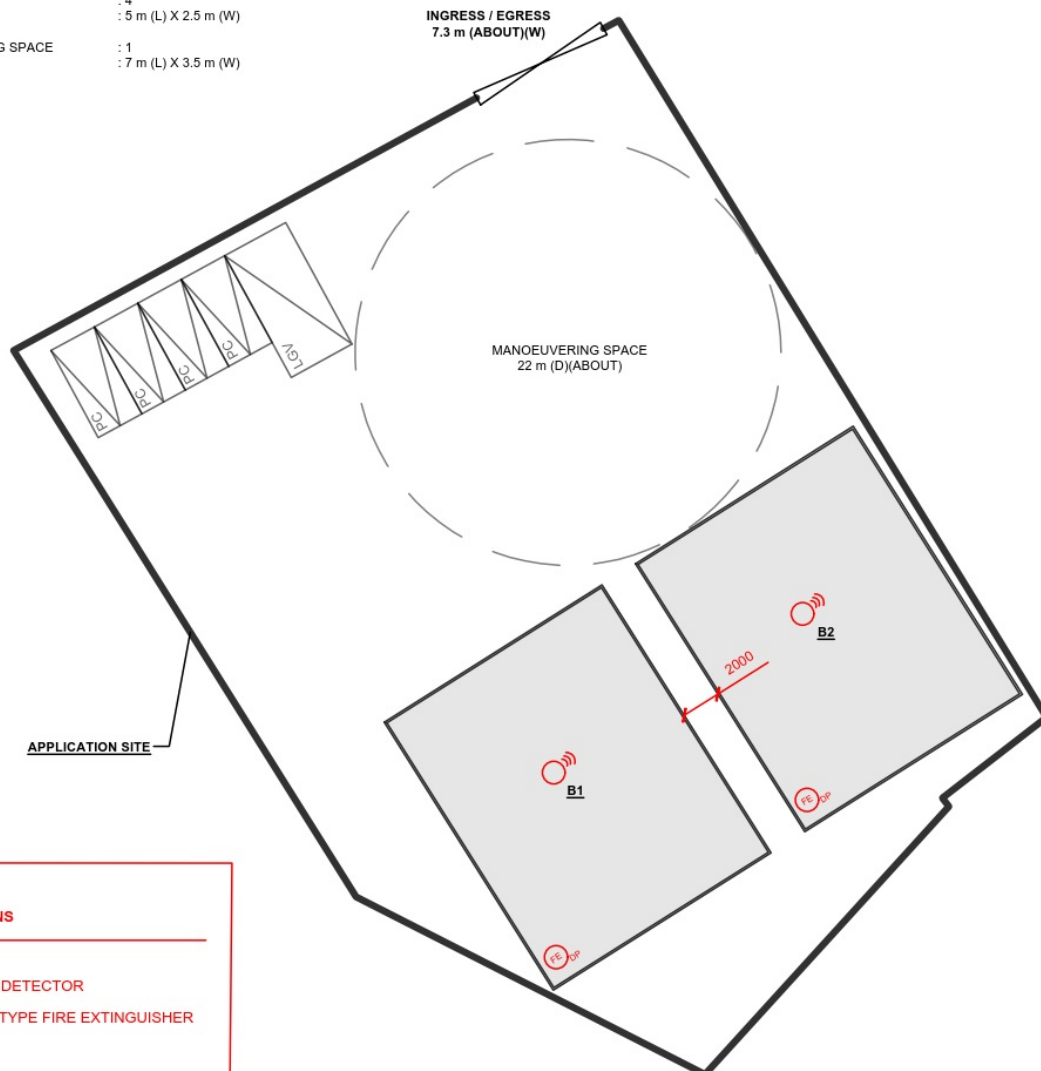 : 4
: 5 m (L) X 2.5 m (W)
G SPACE : 1
: 7 m (L) X 3.5 m (W)
INGRESS / EGRESS
7.3 m (ABOUT)(W)
PC
PC
PC
PC
LGV
MANOEUVERING SPACE
22 m (D)(ABOUT)
B2
2000
APPLICATION SITE
B1
FE DP
FE DP
NS
DETECTOR
TYPE FIRE EXTINGUISHER